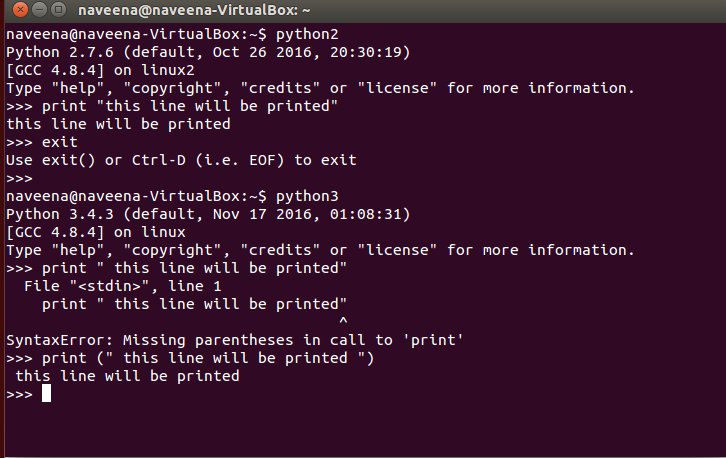 naveena@naveena-VirtualBox: ~
naveena@naveena-VirtualBox:~$ python2
Python 2.7.6 (default, Oct 26 2016, 20:30:19)
[GCC 4.8.4] on linux2
Type "help", "copyright", "credits" or "license" for more information.
>>> print "this line will be printed"
this line will be printed
>>> exit
Use exit() or Ctrl-D (i.e. EOF) to exit
>>>
naveena@naveena-VirtualBox:~$ python3
Python 3.4.3 (default, Nov 17 2016, 01:08:31)
[GCC 4.8.4] on linux
Type "help", "copyright", "credits" or "license" for more information.
>>> print " this line will be printed"
  File "<stdin>", line 1
    print " this line will be printed"
                                     ^
SyntaxError: Missing parentheses in call to 'print'
>>> print (" this line will be printed ")
 this line will be printed
>>>